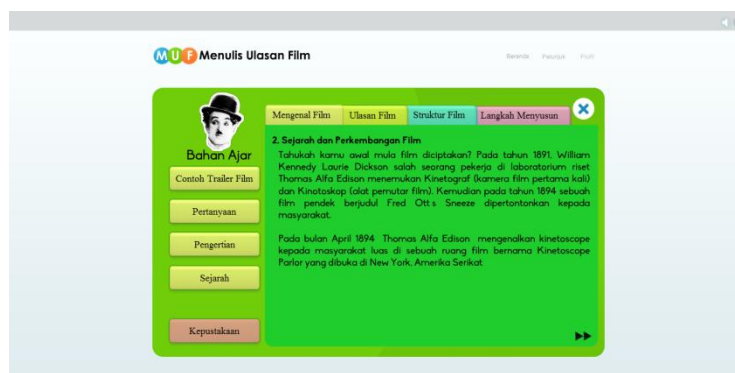 MUF Menulis Ulasan Film
Beranda Petunjuk Profil
Mengenal Film Ulasan Film Struktur Film Langkah Menyusun
Bahan Ajar
Contoh Trailer Film
Pertanyaan
Pengertian
Sejarah
Kepustakaan
2. Sejarah dan Perkembangan Film
Tahukah kamu awal mula film diciptakan? Pada tahun 1891, William
Kennedy Laurie Dickson salah seorang pekerja di laboratorium riset
Thomas Alfa Edison menemukan Kinetograf (kamera film pertama kali)
dan Kinotoskop (alat pemutar film). Kemudian pada tahun 1894 sebuah
film pendek berjudul Fred Ott,s Sneeze dipertontonkan kepada
masyarakat.
Pada bulan April 1894 Thomas Alfa Edison mengenalkan kinetoscope
kepada masyarakat luas di sebuah ruang film bernama Kinetoscope
Parlor yang dibuka di New York, Amerika Serikat